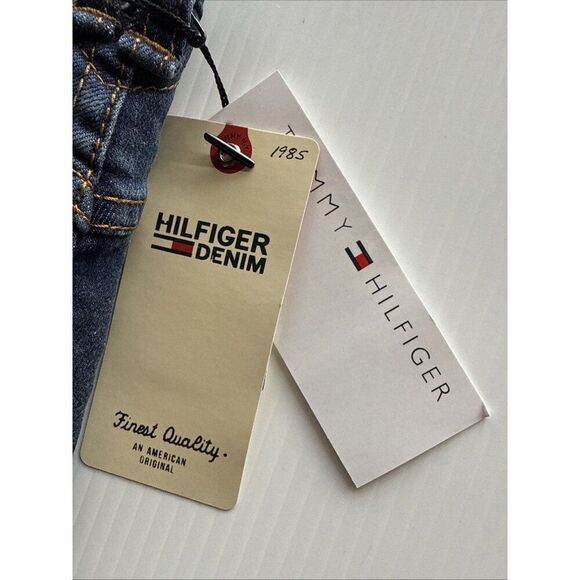 1985
HILFIGER
DENIM
Finest Quality.
AN AMERICAN
ORIGINAL
TOMMY HILFIGER